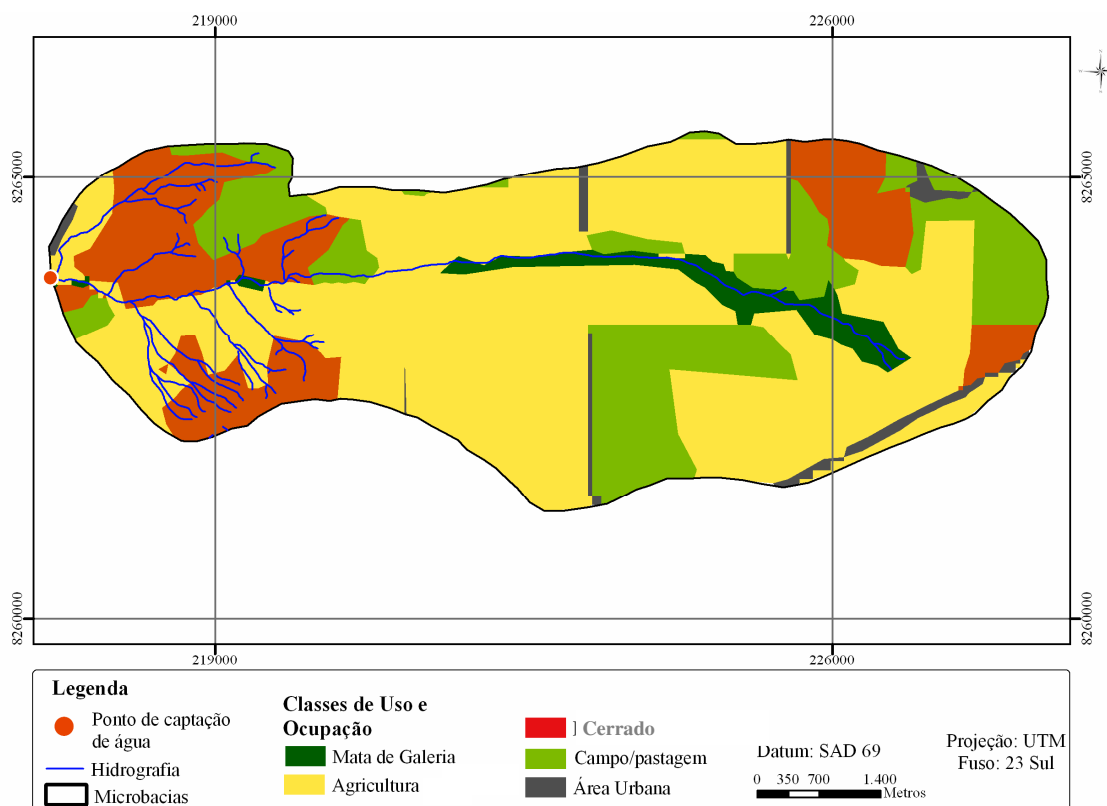 219000
226000
8265000
8265000
8260000
8260000
219000
226000
Legenda
Ponto de captação
de água
Hidrografia
Microbacias
Classes de Uso e
Ocupação
Mata de Galeria
Agricultura
] Cerrado
Campo/pastagem
Área Urbana
Datum: SAD 69
0 350 700 1.400
Metros
Projeção: UTM
Fuso: 23 Sul